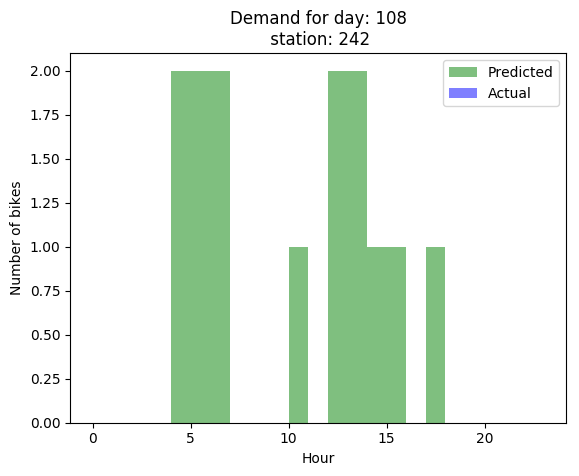 Demand for day: 108
station: 242
Predicted
Actual
Number of bikes
2.00
1.75
1.50
1.25
1.00
0.75
0.50
0.25
0.00
0 5 10 15 20
Hour